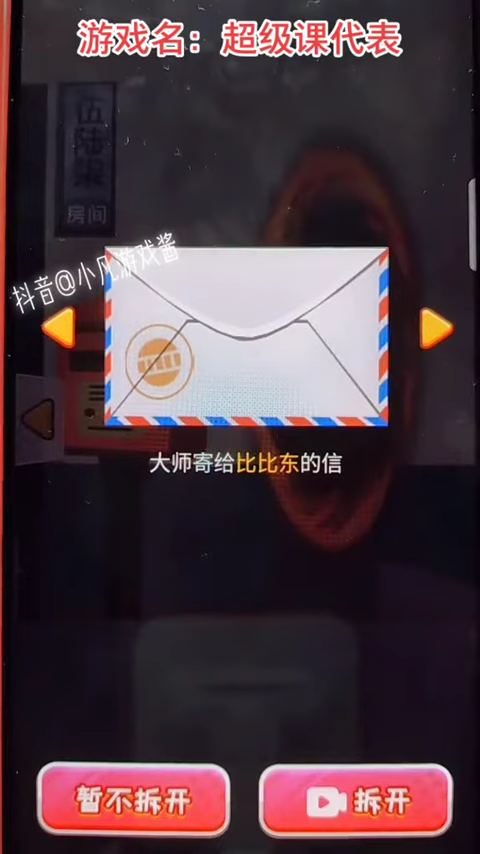 游戏名：超级课代表
伍陆柒
房间
抖音@小凡游戏酱
大师寄给比比东的信
暂不拆开
拆开